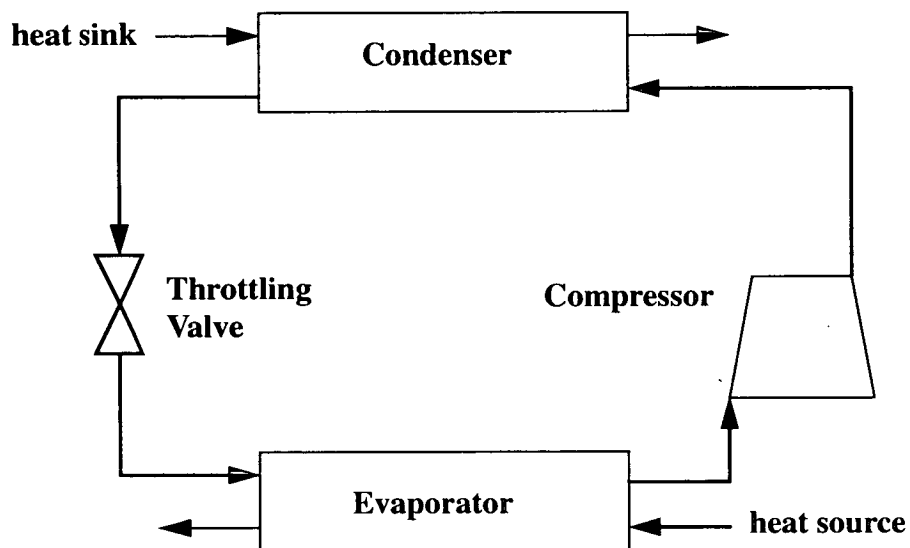 heat sink
Condenser
Throttling
Valve
Compressor
Evaporator
heat source